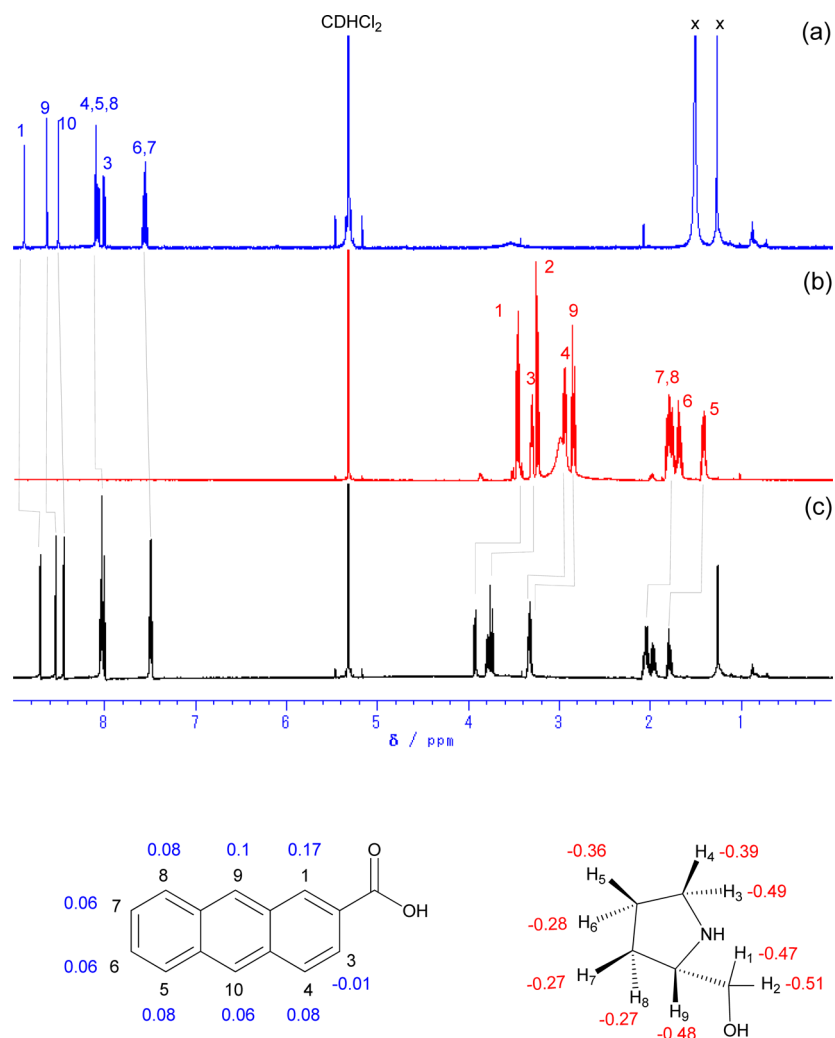 CDHCl₂ x x (a)
4,5,8
9 10
1 6,7
3
(b)
2
1 9
4
3 7,8
6 5
(c)
8 7 6 5 4 3 2 1
δ / ppm
0.08 0.1 0.17 O
8 9 1
0.06 7 OH
0.06 6 3
5 10 4 -0.01
0.08 0.06 0.08
-0.36 H₄ -0.39
H₅
H₃ -0.49
-0.28 H₆
NH -0.47
H₇ H₁
-0.27 H₂ -0.51
H₈ H₉
-0.27 -0.48 OH